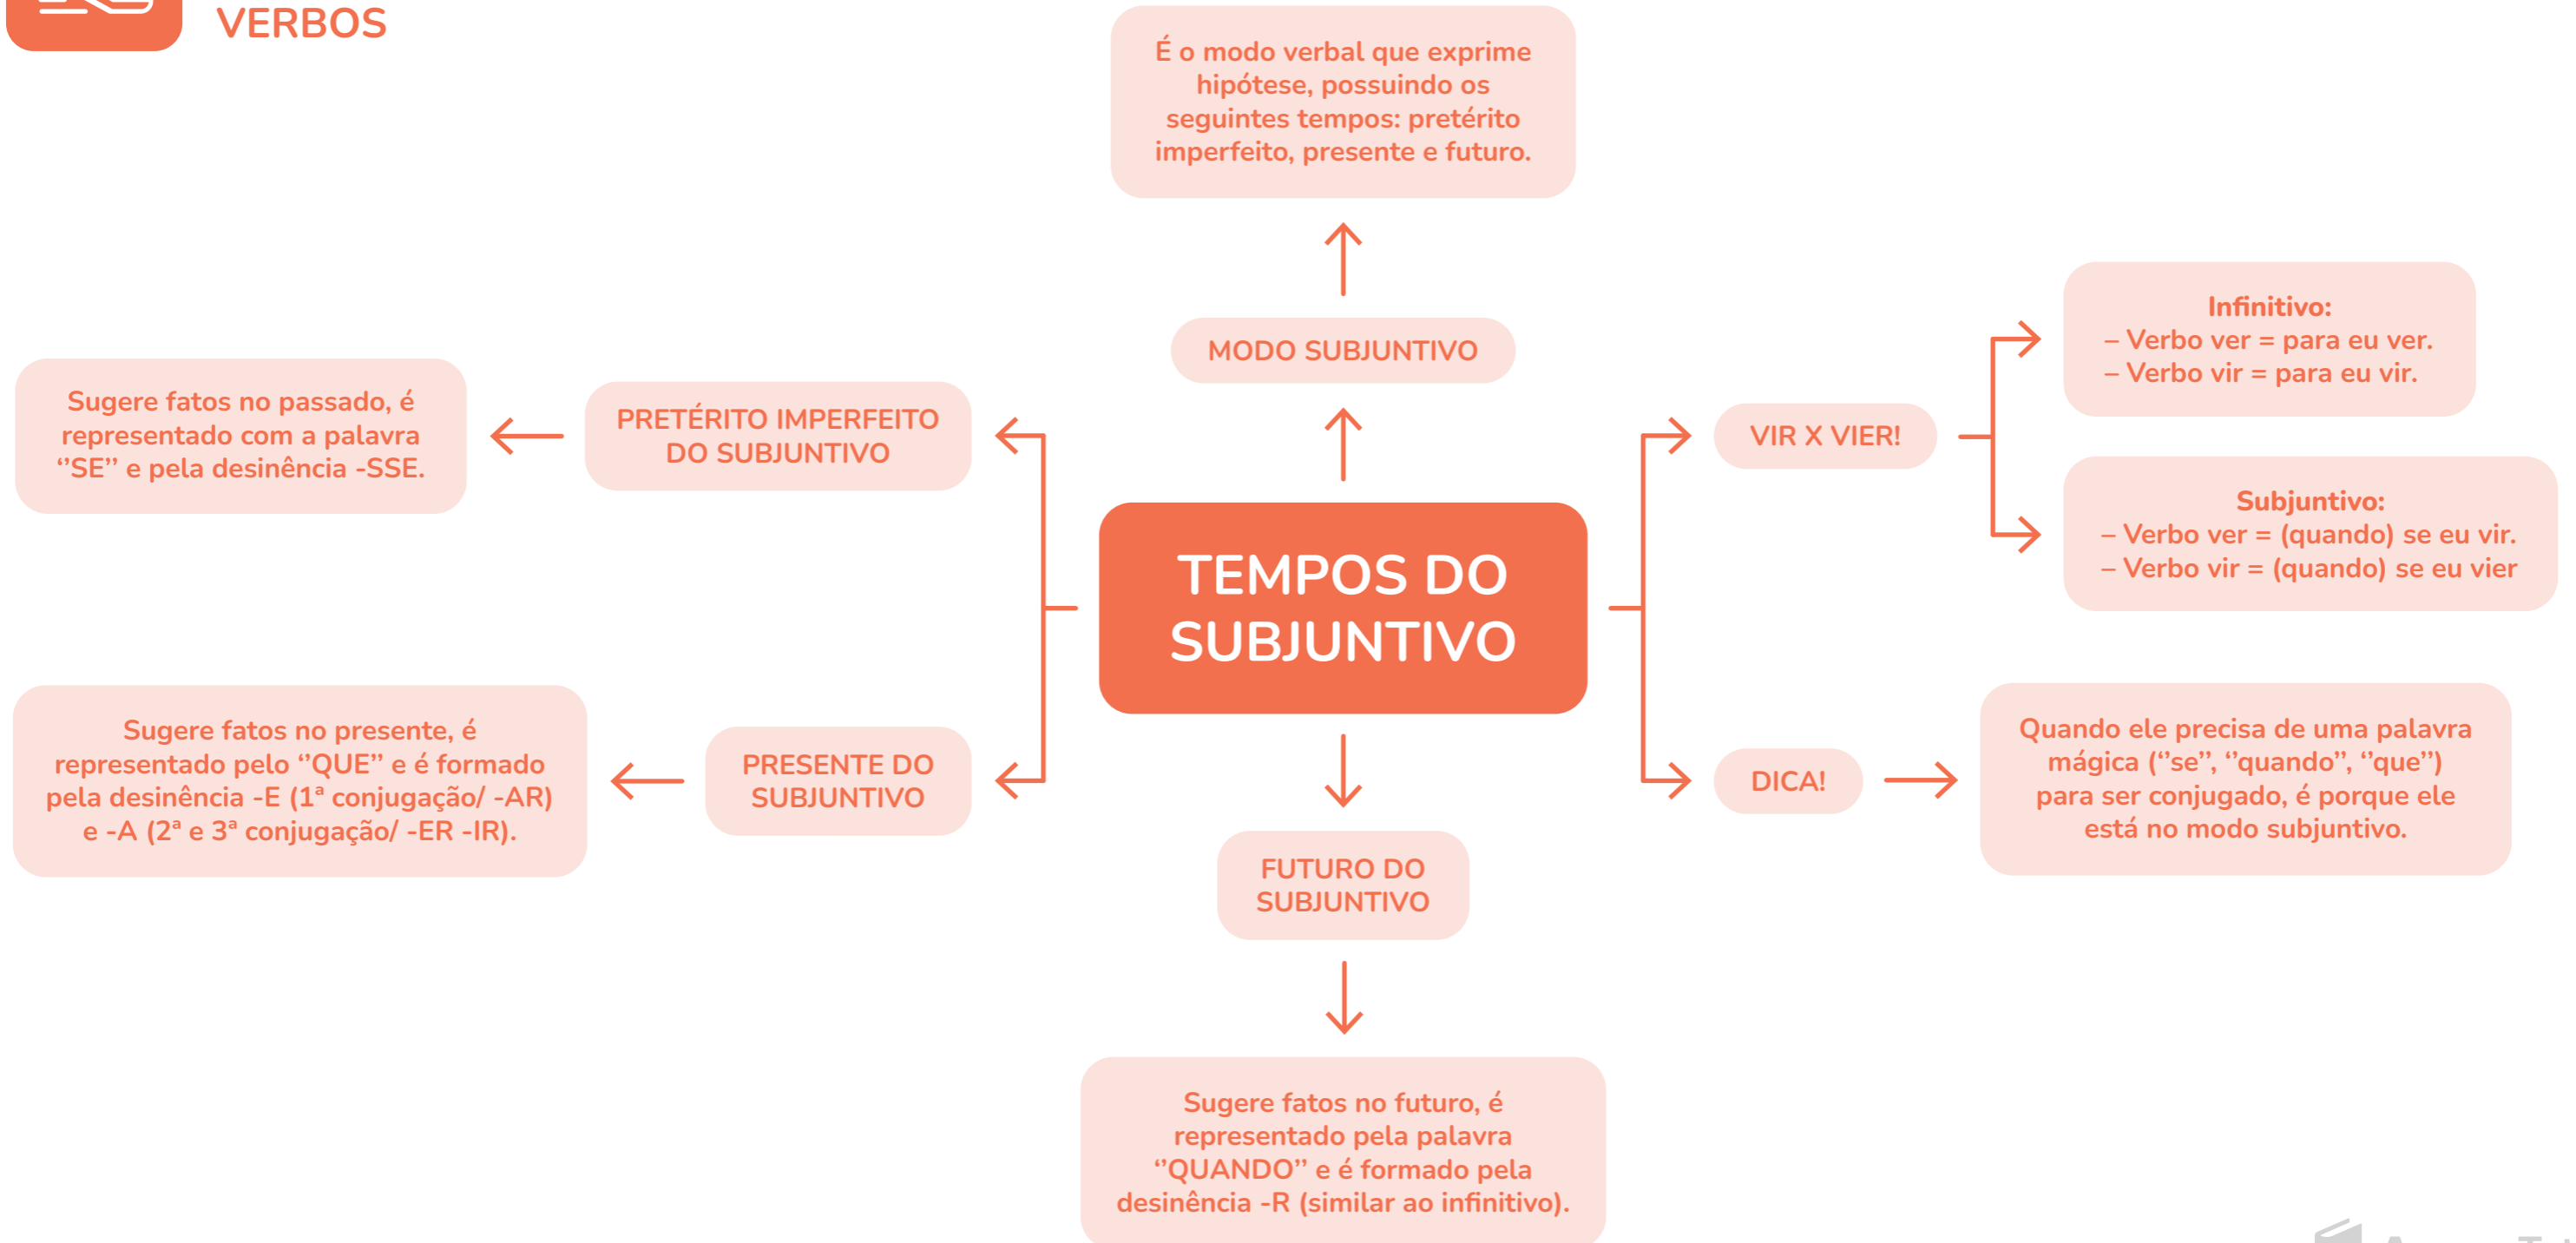 VERBOS
É o modo verbal que exprime
hipótese, possuindo os
seguintes tempos: pretérito
imperfeito, presente e futuro.
MODO SUBJUNTIVO
Sugere fatos no passado, é
representado com a palavra
‘’SE’’ e pela desinência -SSE.
PRETÉRITO IMPERFEITO
DO SUBJUNTIVO
VIR X VIER!
Infinitivo:
– Verbo ver = para eu ver.
– Verbo vir = para eu vir.
Subjuntivo:
– Verbo ver = (quando) se eu vir.
– Verbo vir = (quando) se eu vier
TEMPOS DO
SUBJUNTIVO
Sugere fatos no presente, é
representado pelo ‘’QUE’’ e é formado
pela desinência -E (1ª conjugação/ -AR)
e -A (2ª e 3ª conjugação/ -ER -IR).
PRESENTE DO
SUBJUNTIVO
DICA!
Quando ele precisa de uma palavra
mágica (‘’se’’, ‘’quando’’, ‘’que’’)
para ser conjugado, é porque ele
está no modo subjuntivo.
FUTURO DO
SUBJUNTIVO
Sugere fatos no futuro, é
representado pela palavra
‘’QUANDO’’ e é formado pela
desinência -R (similar ao infinitivo).